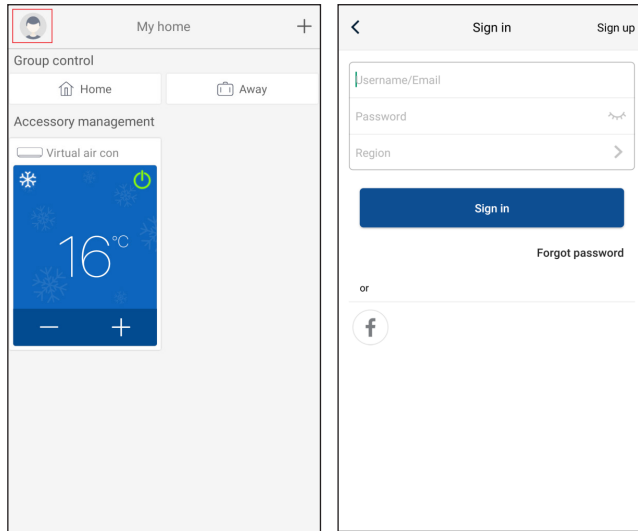 My home
Group control
Home Away
Accessory management
Virtual air con
16°C
Sign in Sign up
Username/Email
Password
Region
Sign in
Forgot password
or
f